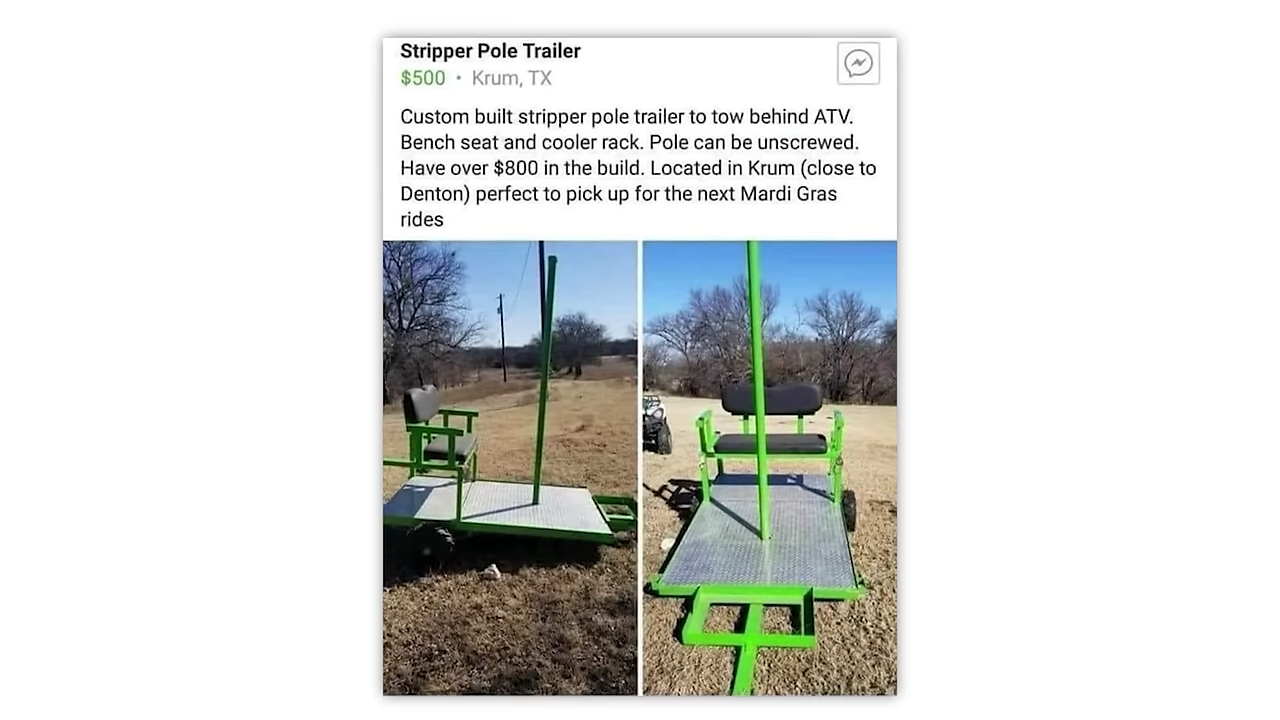 Stripper Pole Trailer
$500 • Krum, TX
Custom built stripper pole trailer to tow behind ATV.
Bench seat and cooler rack. Pole can be unscrewed.
Have over $800 in the build. Located in Krum (close to
Denton) perfect to pick up for the next Mardi Gras
rides